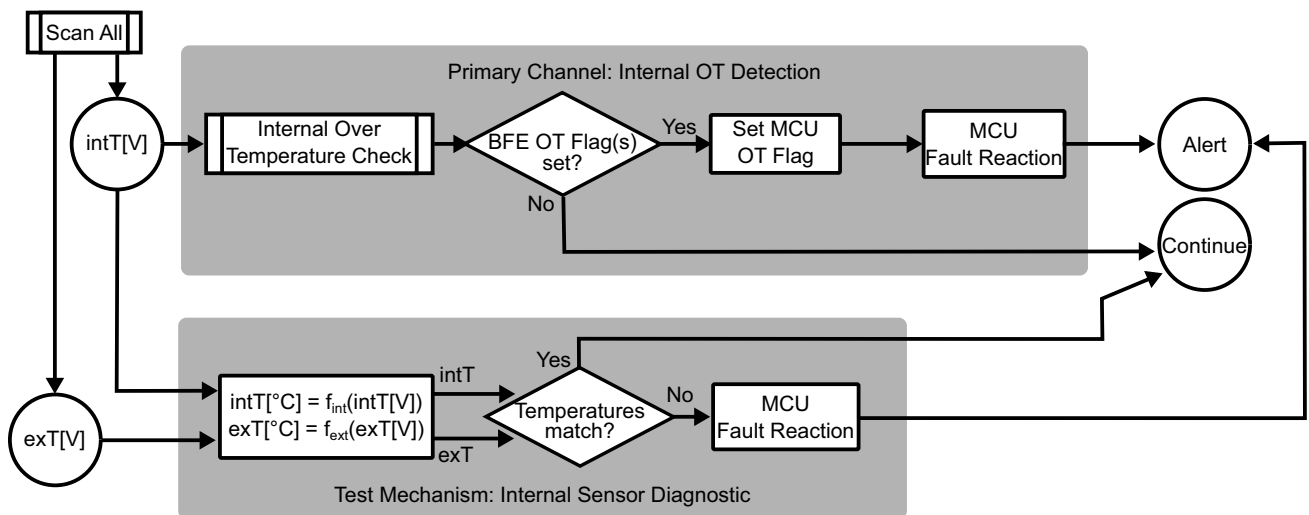 Scan All
Primary Channel: Internal OT Detection
intT[V]
Internal Over
Temperature Check
BFE OT Flag(s)
set?
Yes
No
Set MCU
OT Flag
MCU
Fault Reaction
Alert
Continue
exT[V]
intT[°C] = fint(intT[V])
exT[°C] = fext(exT[V])
intT
exT
Yes
Temperatures
match?
No
MCU
Fault Reaction
Test Mechanism: Internal Sensor Diagnostic